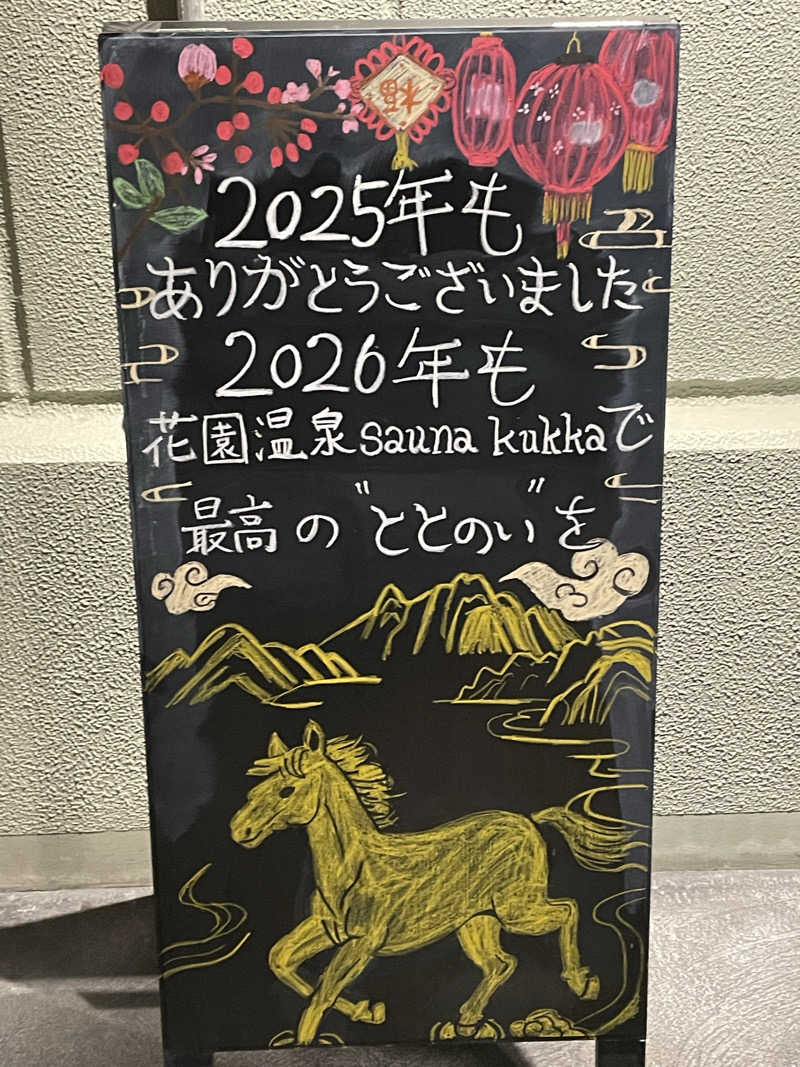 福
2025年も
ありがとうございました
2026年も
花園温泉sauna kukkaで
最高の"ととのい"を